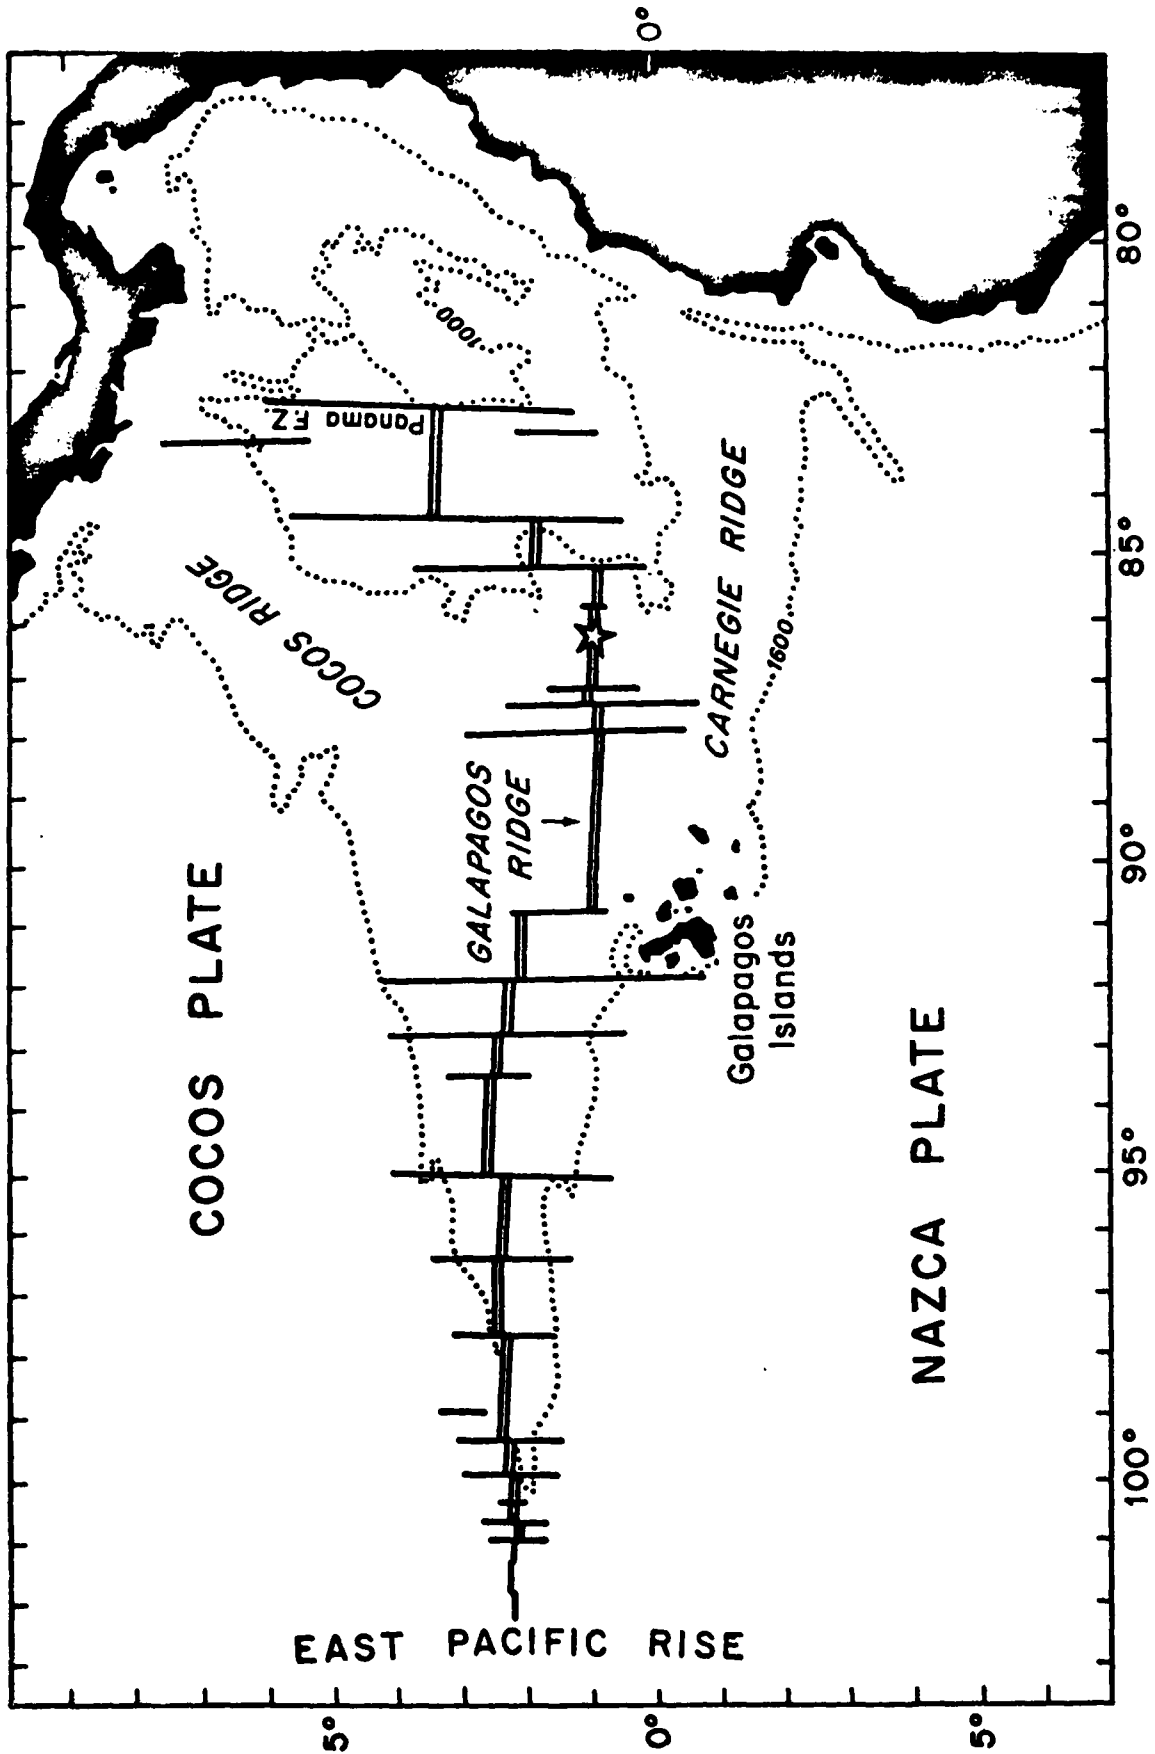 COCOS PLATE
COCOS RIDGE
Panama F.Z.
1000
GALAPAGOS
RIDGE
CARNEGIE RIDGE
1600
Galapagos
Islands
NAZCA PLATE
EAST PACIFIC RISE
5°
0°
5°
0°
100°
95°
90°
85°
80°